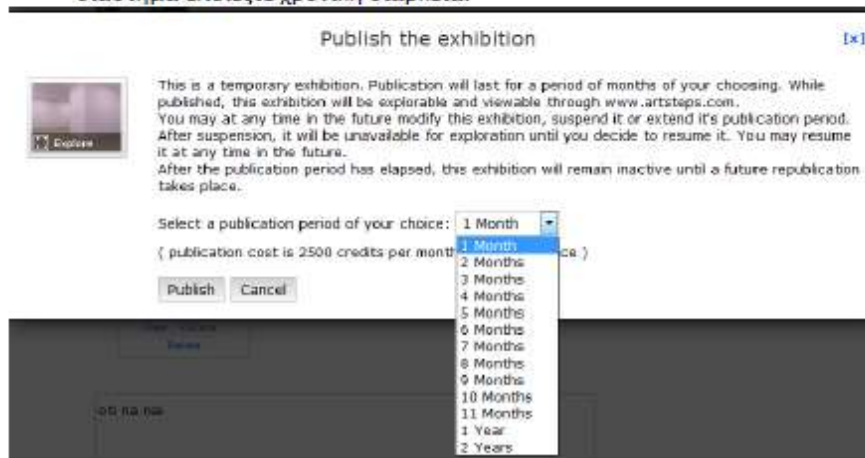 Publish the exhibition
[x]
This is a temporary exhibition. Publication will last for a period of months of your choosing. While
published, this exhibition will be explorable and viewable through www.artsteps.com.
You may at any time in the future modify this exhibition, suspend it or extend it's publication period.
After suspension, it will be unavailable for exploration until you decide to resume it. You may resume
it at any time in the future.
After the publication period has elapsed, this exhibition will remain inactive until a future republication
takes place.
Explore
Select a publication period of your choice: 1 Month
( publication cost is 2500 credits per mont ce )
1 Month
2 Months
3 Months
4 Months
5 Months
6 Months
7 Months
8 Months
9 Months
10 Months
11 Months
1 Year
2 Years
Publish Cancel